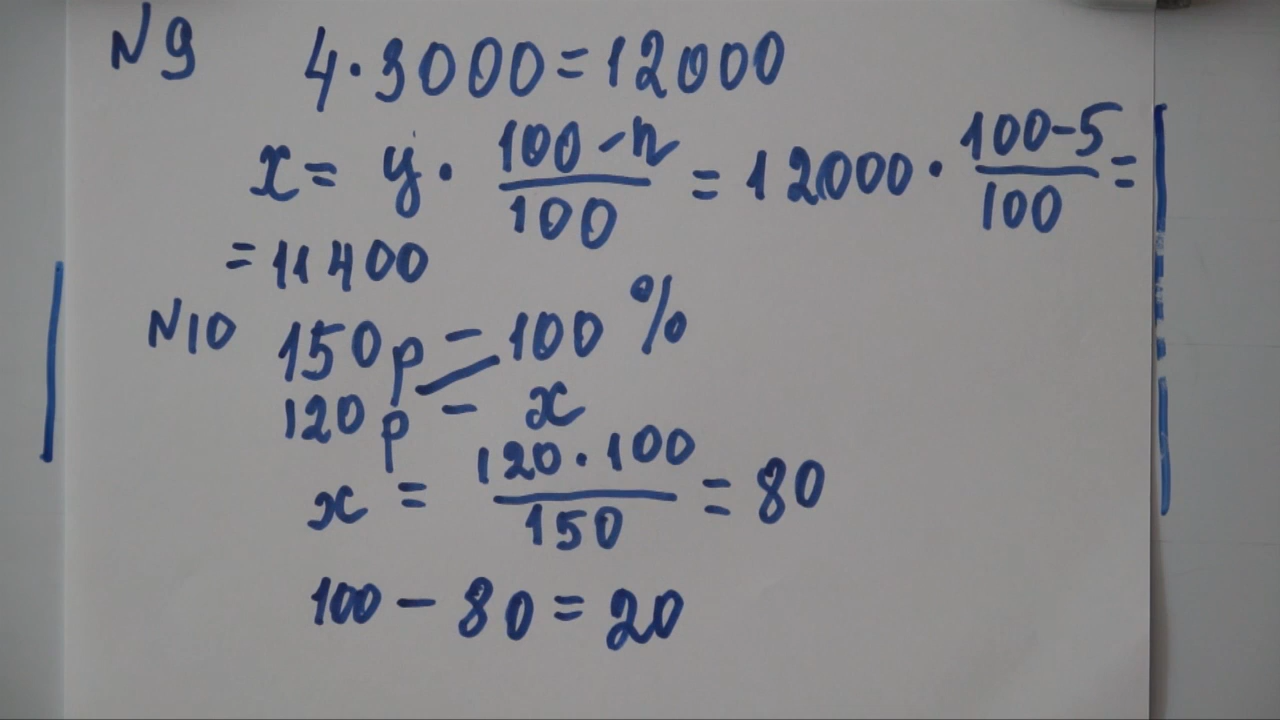 N9 4·3000=12000
x= y· (100-n)/100 = 12000· (100-5)/100 =
= 11400
N10 150р - 100 %
120р - x
x = (120·100)/150 = 80
100 - 80 = 20